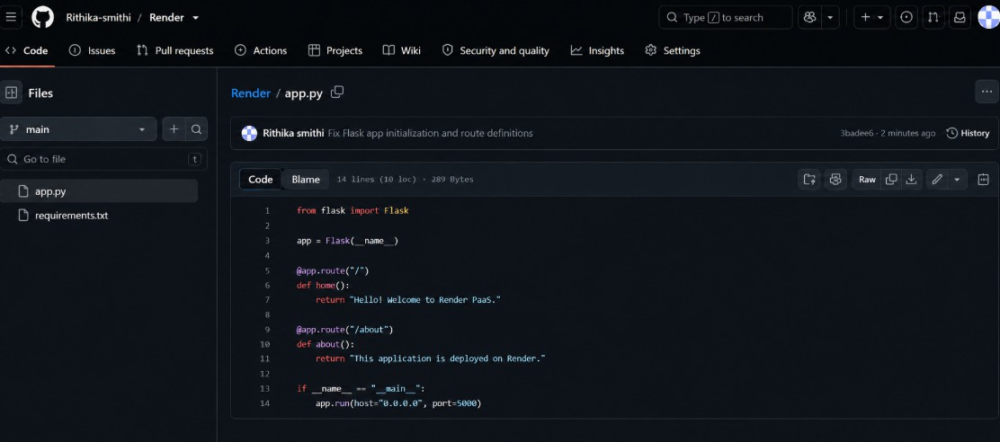 Rithika-smithi / Render
Type / to search
Code Issues Pull requests Actions Projects Wiki Security and quality Insights Settings
Files
main
Go to file t
app.py
requirements.txt
Render / app.py
Rithika smithi Fix Flask app initialization and route definitions 3badee6 · 2 minutes ago History
Code Blame 14 lines (10 loc) · 289 Bytes Raw
1 from flask import Flask
2
3 app = Flask(__name__)
4
5 @app.route("/")
6 def home():
7 return "Hello! Welcome to Render PaaS."
8
9 @app.route("/about")
10 def about():
11 return "This application is deployed on Render."
12
13 if __name__ == "__main__":
14 app.run(host="0.0.0.0", port=5000)